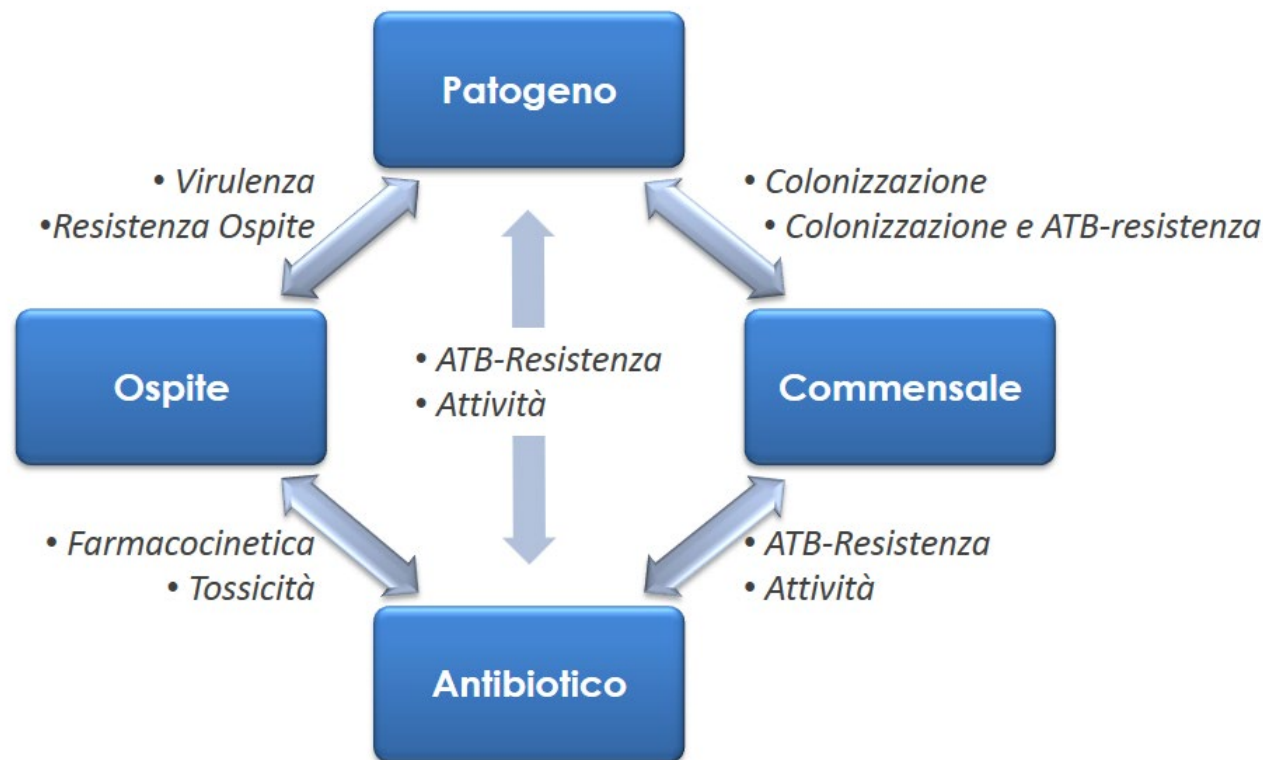 Patogeno
• Virulenza
•Resistenza Ospite
• Colonizzazione
• Colonizzazione e ATB-resistenza
Ospite
• ATB-Resistenza
• Attività
Commensale
• Farmacocinetica
• Tossicità
• ATB-Resistenza
• Attività
Antibiotico